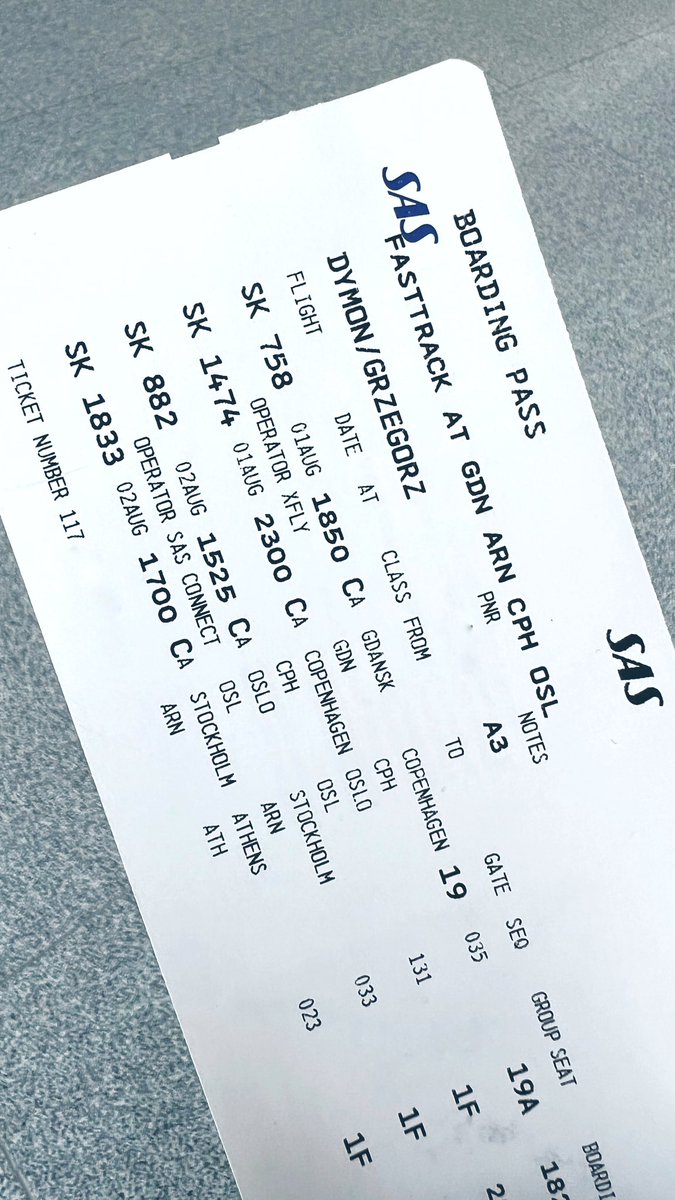 SAS
BOARDING PASS
SAS
FASTTRACK AT GDN ARN CPH OSL
DYMON/GRZEGORZ PNR A3 NOTES
FLIGHT DATE AT CLASS FROM TO GATE SEQ GROUP SEAT BOARDI
SK 758 01AUG 1850 CA GDANSK COPENHAGEN 19 035 19A 18
OPERATOR XFLY GDN CPH
SK 1474 01AUG 2300 CA COPENHAGEN OSLO 131 1F 2
CPH OSL
SK 882 02AUG 1525 CA OSLO STOCKHOLM 033 1F
OPERATOR SAS CONNECT OSL ARN
SK 1833 02AUG 1700 CA STOCKHOLM ATHENS 023 1F
ARN ATH
TICKET NUMBER 117